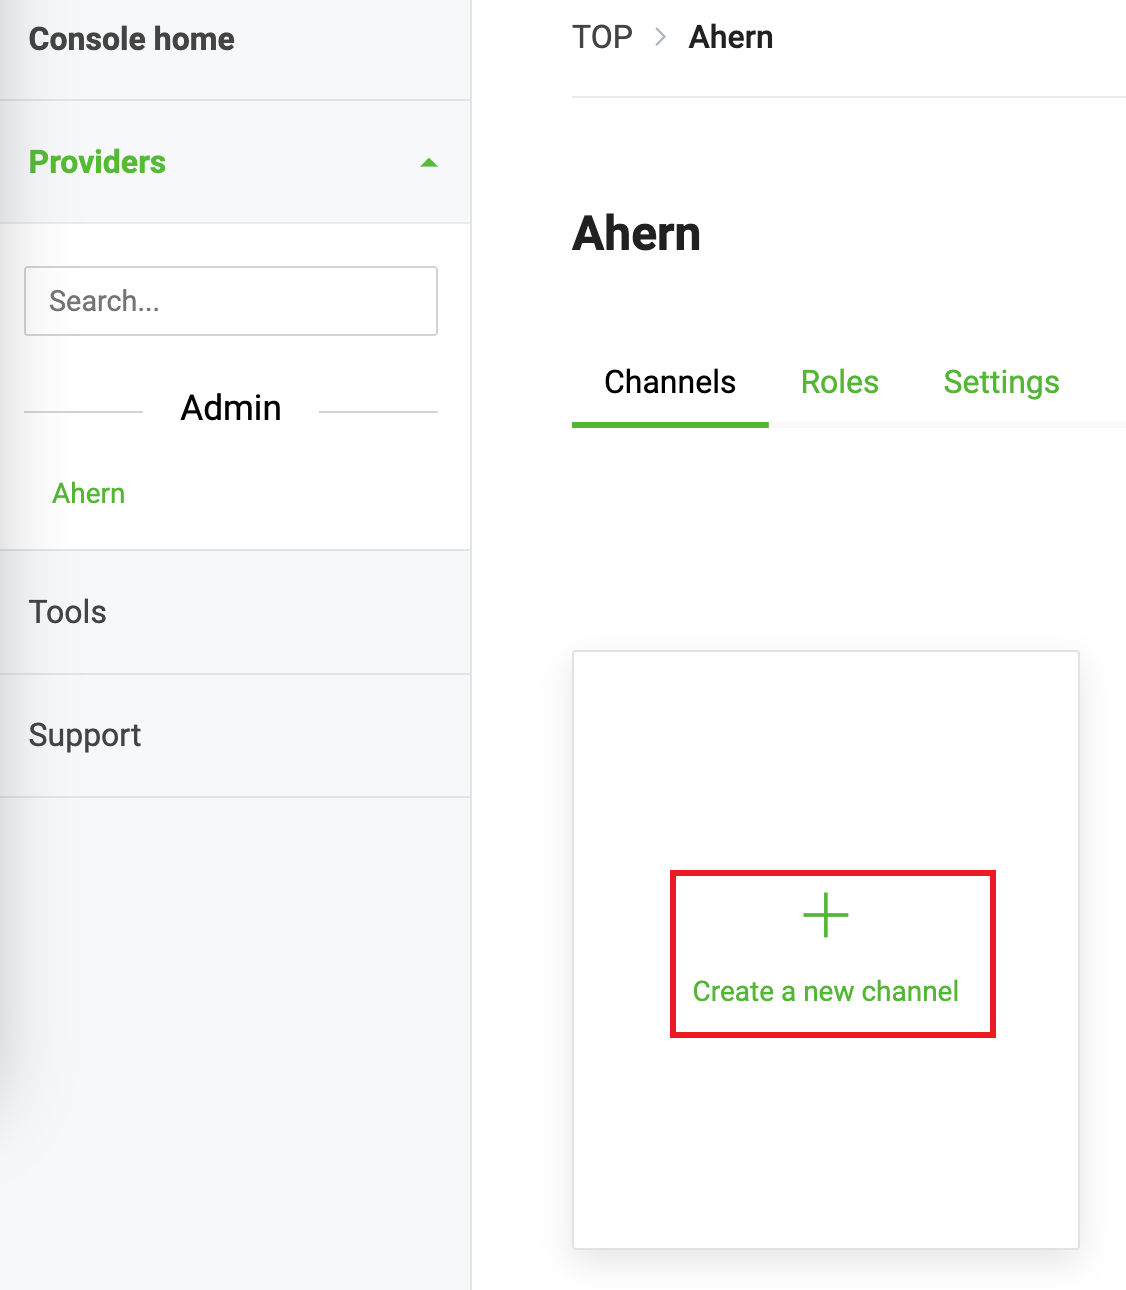 Console home
Providers
Search...
Admin
Ahern
Tools
Support
TOP > Ahern
Ahern
Channels Roles Settings
Create a new channel